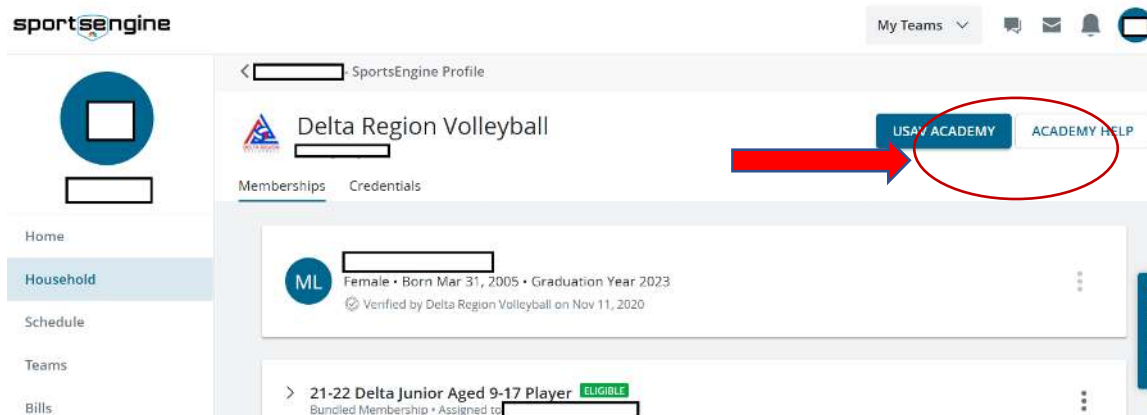 sportsengine
My Teams
- SportsEngine Profile
Delta Region Volleyball
USAV ACADEMY
ACADEMY HELP
Memberships Credentials
Home
Household
Schedule
Teams
Bills
ML
Female • Born Mar 31, 2005 • Graduation Year 2023
Verified by Delta Region Volleyball on Nov 11, 2020
21-22 Delta Junior Aged 9-17 Player ELIGIBLE
Bundled Membership • Assigned to